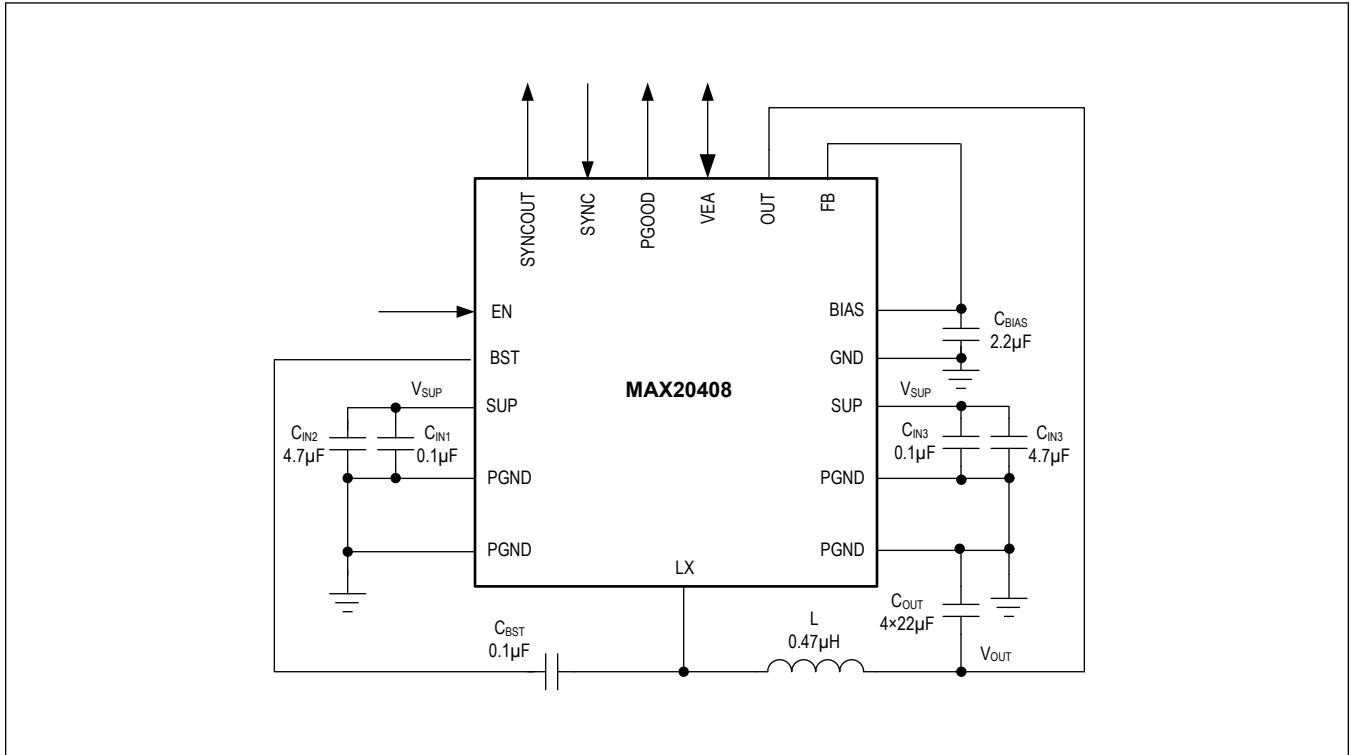 SYNCOUT
SYNC
PGOOD
VEA
OUT
FB
EN
BIAS
CBIAS
2.2µF
BST
GND
MAX20408
VSUP
SUP
SUP
VSUP
CIN2
4.7µF
CIN1
0.1µF
CIN3
0.1µF
CIN3
4.7µF
PGND
PGND
PGND
PGND
LX
COUT
4×22µF
CBST
0.1µF
L
0.47µH
VOUT